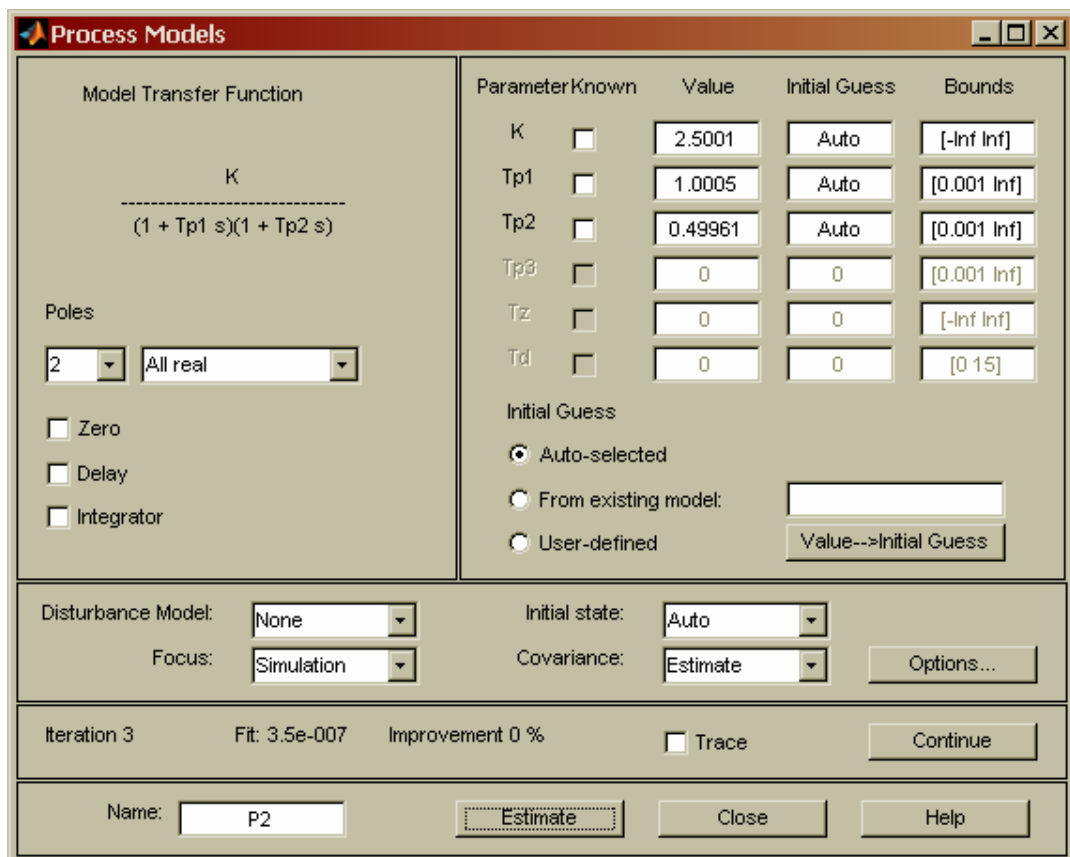 Process Models
Model Transfer Function
K
------------------------------
(1 + Tp1 s)(1 + Tp2 s)
Poles
2 All real
Zero
Delay
Integrator
Parameter Known Value Initial Guess Bounds
K 2.5001 Auto [-Inf Inf]
Tp1 1.0005 Auto [0.001 Inf]
Tp2 0.49961 Auto [0.001 Inf]
Tp3 0 0 [0.001 Inf]
Tz 0 0 [-Inf Inf]
Td 0 0 [0 15]
Initial Guess
Auto-selected
From existing model:
User-defined Value-->Initial Guess
Disturbance Model: None Initial state: Auto
Focus: Simulation Covariance: Estimate Options...
Iteration 3 Fit: 3.5e-007 Improvement 0 % Trace Continue
Name: P2 Estimate Close Help